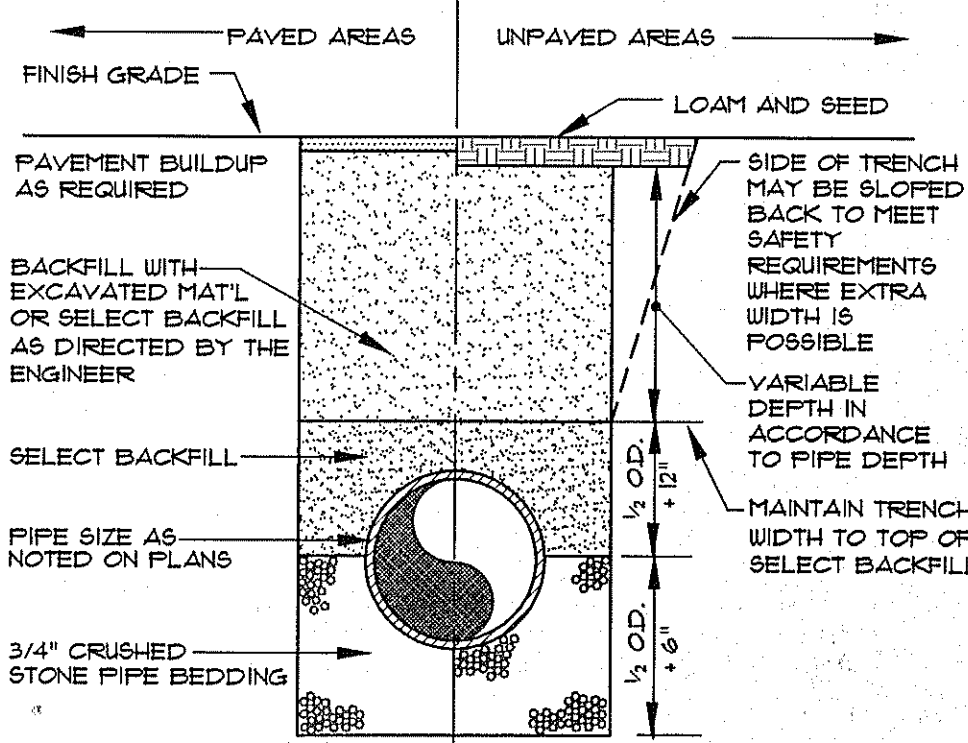 PAVED AREAS
UNPAVED AREAS
FINISH GRADE
LOAM AND SEED
PAVEMENT BUILDUP
AS REQUIRED
SIDE OF TRENCH
MAY BE SLOPED
BACK TO MEET
SAFETY
REQUIREMENTS
WHERE EXTRA
WIDTH IS
POSSIBLE
BACKFILL WITH
EXCAVATED MAT'L
OR SELECT BACKFILL
AS DIRECTED BY THE
ENGINEER
VARIABLE
DEPTH IN
ACCORDANCE
TO PIPE DEPTH
SELECT BACKFILL
½ O.D.
+ 12"
MAINTAIN TRENCH
WIDTH TO TOP OF
SELECT BACKFILL
PIPE SIZE AS
NOTED ON PLANS
3/4" CRUSHED
STONE PIPE BEDDING
½ O.D.
+ 6"